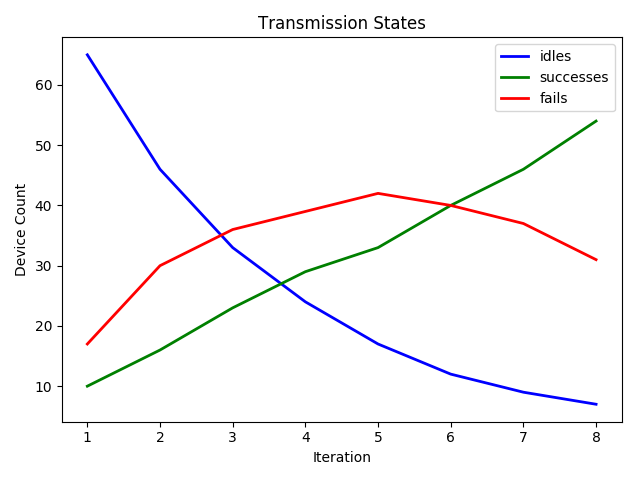 Transmission States
idles
successes
fails
Device Count
60
50
40
30
20
10
1 2 3 4 5 6 7 8
Iteration